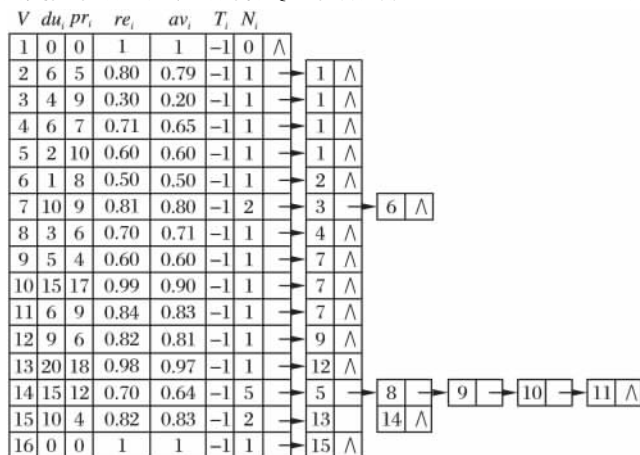 V du_i pr_i re_i av_i T_i N_i
1 0 0 1 1 -1 0 ∧
2 6 5 0.80 0.79 -1 1 → 1 ∧
3 4 9 0.30 0.20 -1 1 → 1 ∧
4 6 7 0.71 0.65 -1 1 → 1 ∧
5 2 10 0.60 0.60 -1 1 → 1 ∧
6 1 8 0.50 0.50 -1 1 → 2 ∧
7 10 9 0.81 0.80 -1 2 → 3 → 6 ∧
8 3 6 0.70 0.71 -1 1 → 4 ∧
9 5 4 0.60 0.60 -1 1 → 7 ∧
10 15 17 0.99 0.90 -1 1 → 7 ∧
11 6 9 0.84 0.83 -1 1 → 7 ∧
12 9 6 0.82 0.81 -1 1 → 9 ∧
13 20 18 0.98 0.97 -1 1 → 12 ∧
14 15 12 0.70 0.64 -1 5 → 5 → 8 → 9 → 10 → 11 ∧
15 10 4 0.82 0.83 -1 2 → 13 14 ∧
16 0 0 1 1 -1 1 → 15 ∧